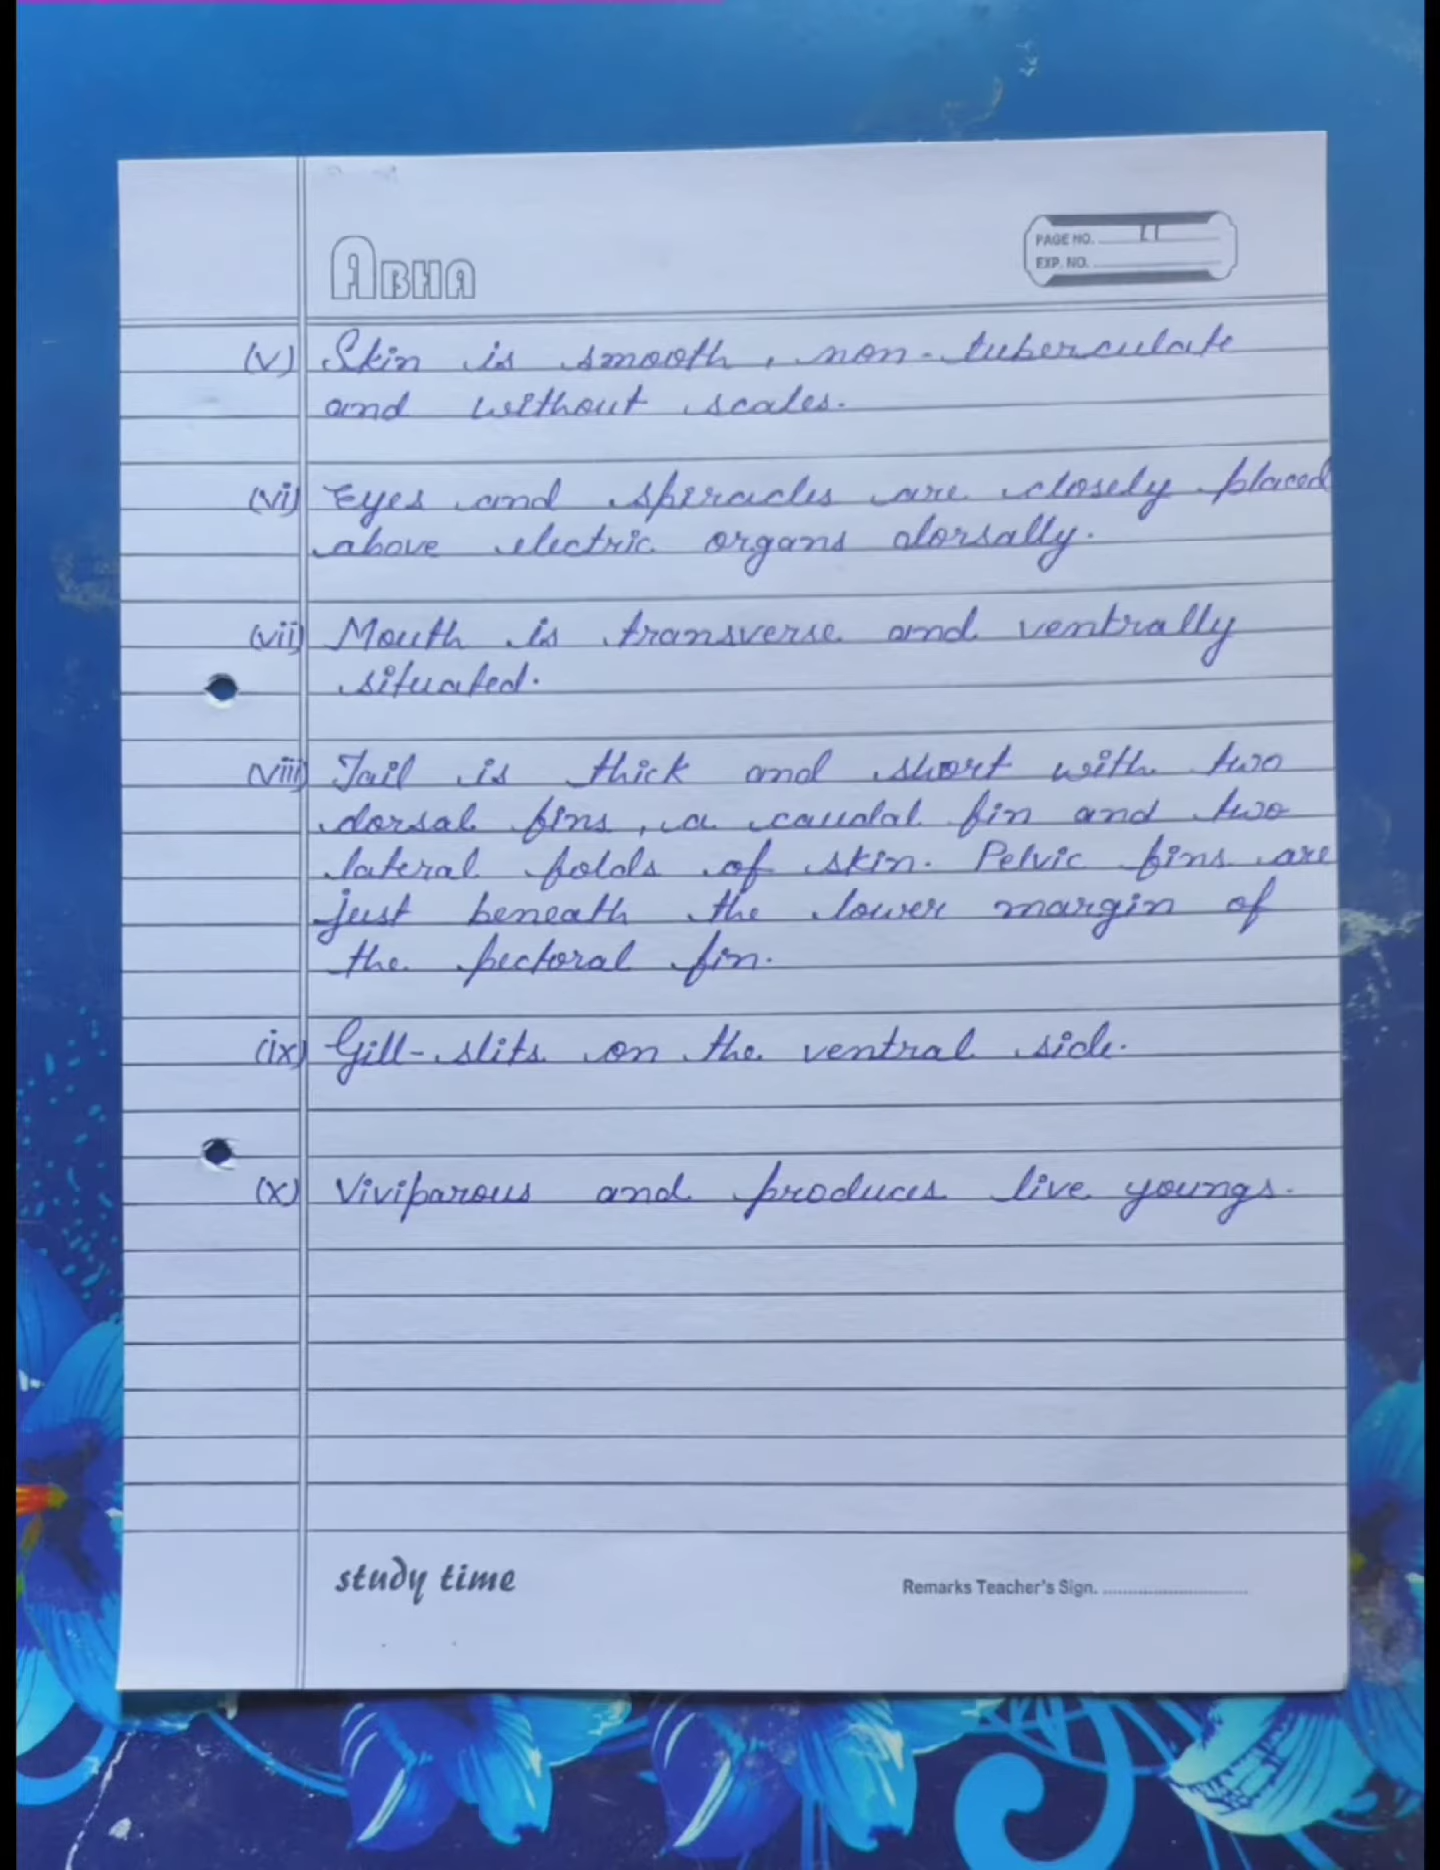 ABHA
PAGE NO. 11
EXP. NO.
(v) Skin is smooth, non-tuberculate
and without scales.
(vi) Eyes and spiracles are closely placed
above electric organs dorsally.
(vii) Mouth is transverse and ventrally
situated.
(viii) Tail is thick and short with two
dorsal fins, a caudal fin and two
lateral folds of skin. Pelvic fins are
just beneath the lower margin of
the pectoral fin.
(ix) Gill-slits on the ventral side.
(x) Viviparous and produces live youngs.
study time
Remarks Teacher's Sign. ..........................